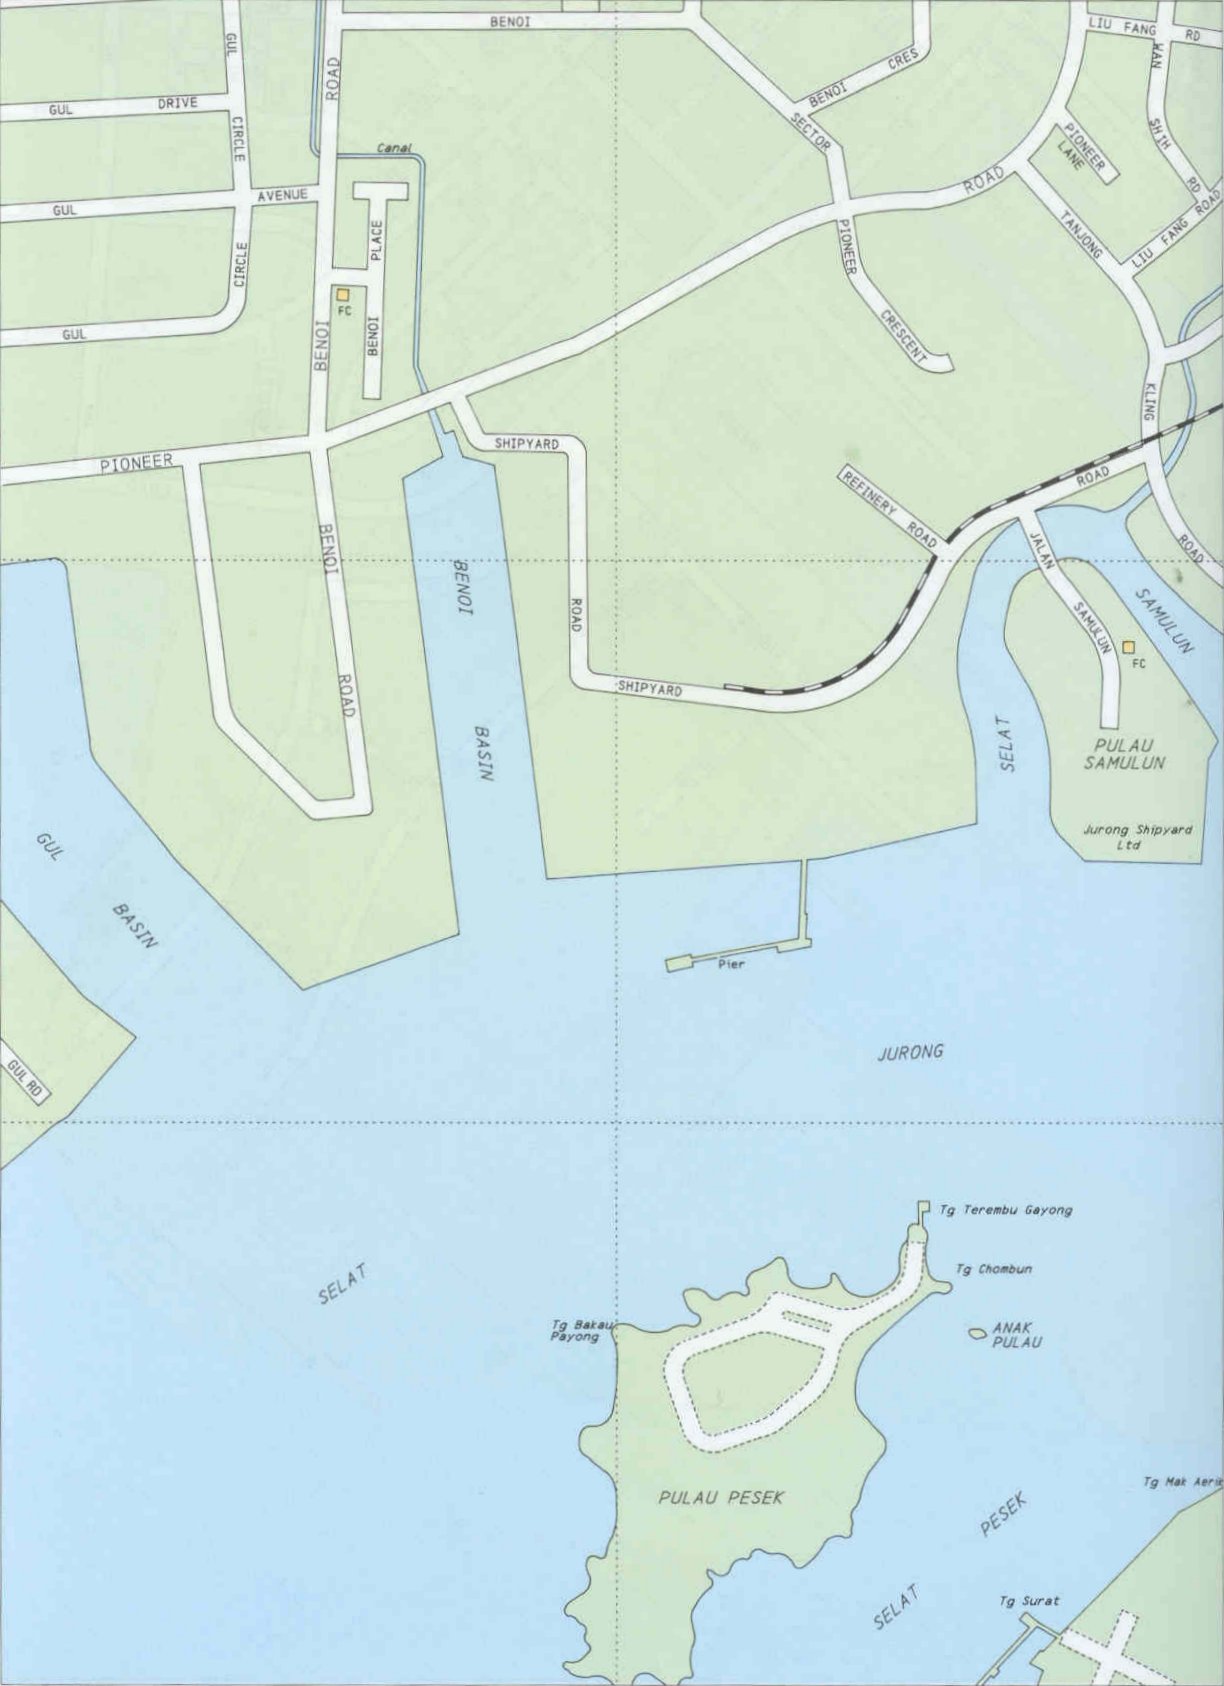 BENOI
LIU FANG RD
GUL
ROAD
BENOI CRES
WAN
SHIH
RD
GUL DRIVE
CIRCLE
Canal
SECTOR
PIONEER
LANE
ROAD
AVENUE
GUL
PLACE
PIONEER
TANJONG
LIU FANG ROAD
CIRCLE
FC
GUL
BENOI
BENOI
CRESCENT
KLING
PIONEER
SHIPYARD
REFINERY ROAD
ROAD
BENOI
BENOI
JALAN
ROAD
ROAD
SAMULUN
SAMULUN
FC
ROAD
SHIPYARD
BASIN
SELAT
PULAU
SAMULUN
GUL
Jurong Shipyard
Ltd
BASIN
Pier
JURONG
GUL RD
Tg Terembu Gayong
SELAT
Tg Chombun
Tg Bakau
Payong
ANAK
PULAU
PULAU PESEK
Tg Mak Aerik
PESEK
SELAT
Tg Surat